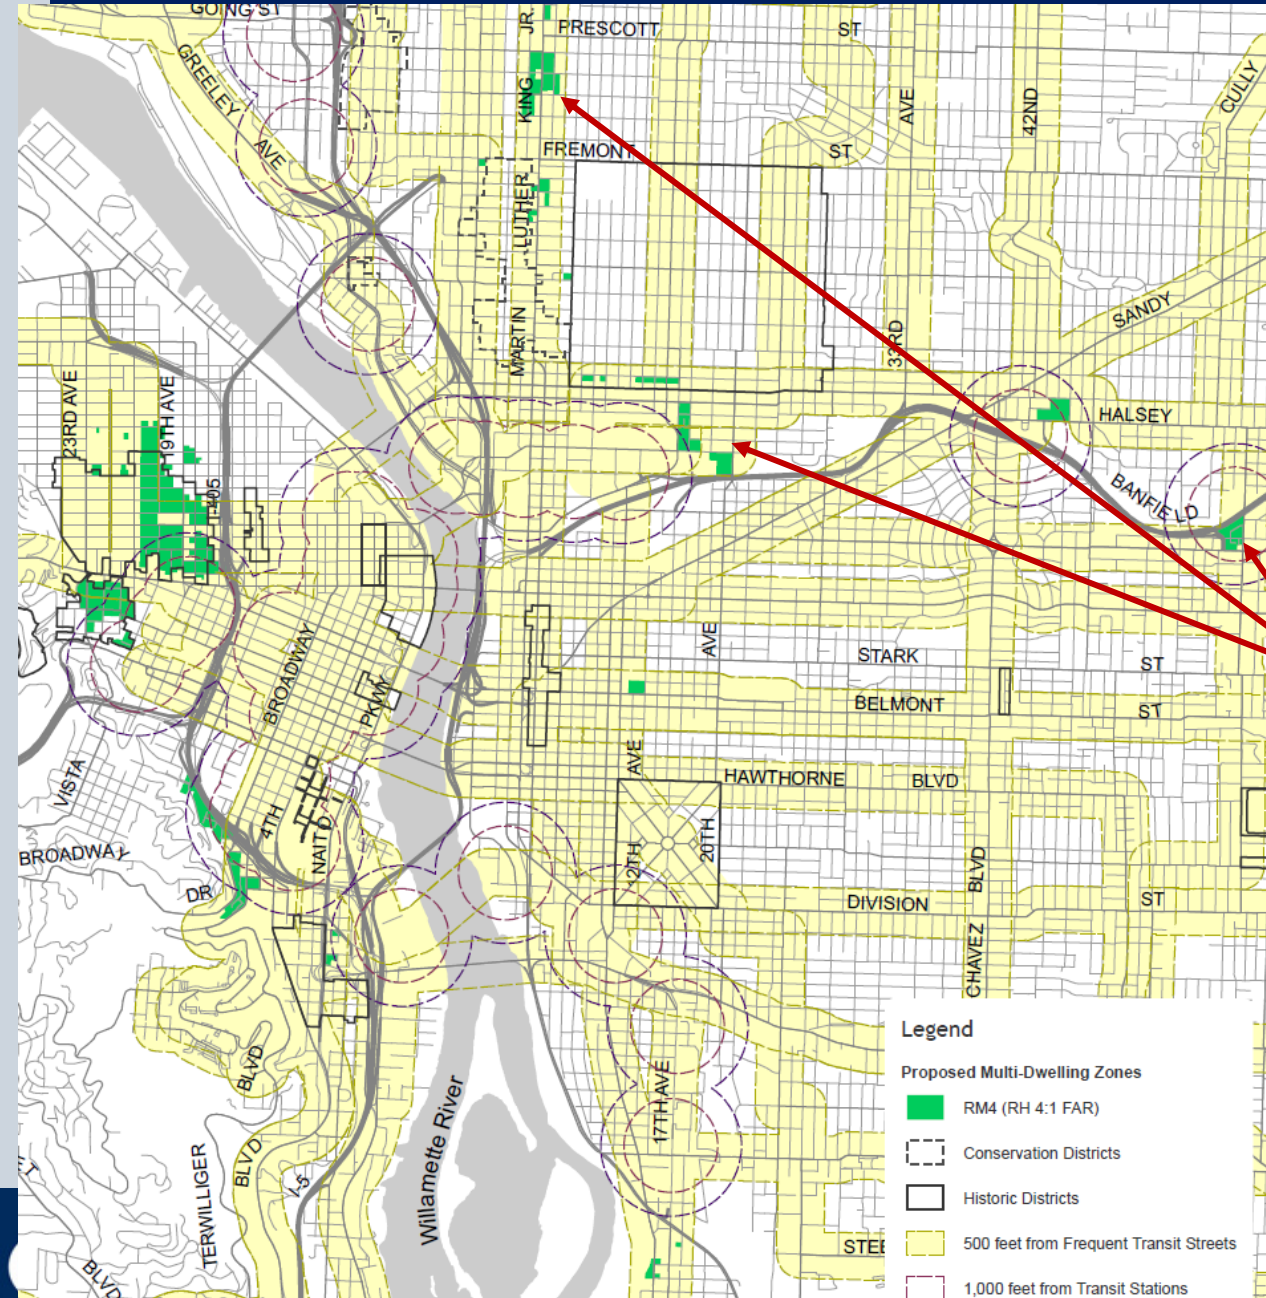 GOING ST
JR.
PRESCOTT
ST
GREELEY
AVE
KING
AVE
42ND
CULLY
FREMONT
ST
LUTHER
MARTIN
33RD
SANDY
23RD AVE
19TH AVE
HALSEY
I-405
BANFIELD
BROADWAY
PKWY
AVE
STARK
ST
BELMONT
ST
VISTA
AVE
HAWTHORNE
BLVD
4TH
NAITO
BROADWAY
DR
12TH
20TH
BLVD
DIVISION
ST
CHAVEZ
BLVD
Willamette River
17TH AVE
BLVD
TERWILLIGER
I-5
BLVD
Legend
Proposed Multi-Dwelling Zones
RM4 (RH 4:1 FAR)
Conservation Districts
Historic Districts
500 feet from Frequent Transit Streets
1,000 feet from Transit Stations